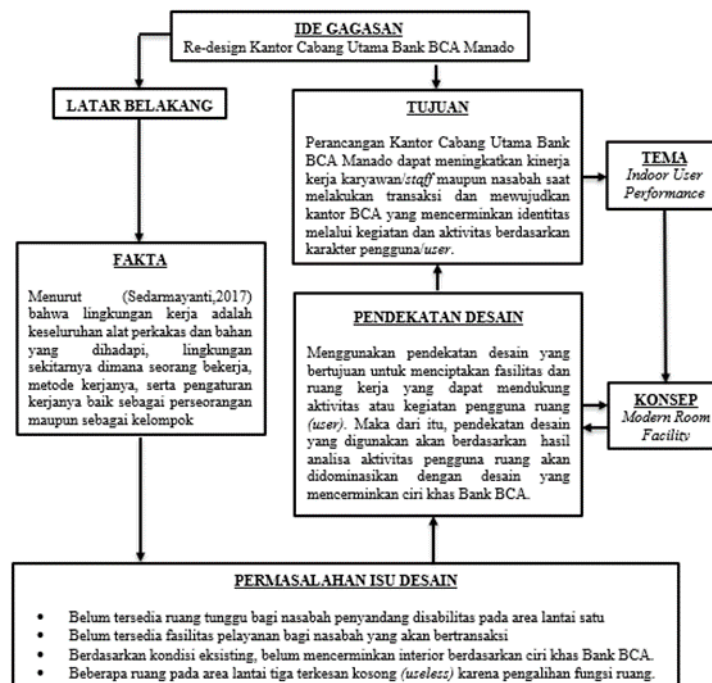 IDE GAGASAN
Re-design Kantor Cabang Utama Bank BCA Manado
LATAR BELAKANG
FAKTA
Menurut (Sedarmayanti,2017)
bahwa lingkungan kerja adalah
keseluruhan alat perkakas dan bahan
yang dihadapi, lingkungan
sekitarnya dimana seorang bekerja,
metode kerjanya, serta pengaturan
kerjanya baik sebagai perseorangan
maupun sebagai kelompok
TUJUAN
Perancangan Kantor Cabang Utama Bank
BCA Manado dapat meningkatkan kinerja
kerja karyawan/staff maupun nasabah saat
melakukan transaksi dan mewujudkan
kantor BCA yang mencerminkan identitas
melalui kegiatan dan aktivitas berdasarkan
karakter pengguna/user.
TEMA
Indoor User
Performance
PENDEKATAN DESAIN
Menggunakan pendekatan desain yang
bertujuan untuk menciptakan fasilitas dan
ruang kerja yang dapat mendukung
aktivitas atau kegiatan pengguna ruang
(user). Maka dari itu, pendekatan desain
yang digunakan akan berdasarkan hasil
analisa aktivitas pengguna ruang akan
didominasikan dengan desain yang
mencerminkan ciri khas Bank BCA.
KONSEP
Modern Room
Facility
PERMASALAHAN ISU DESAIN
• Belum tersedia ruang tunggu bagi nasabah penyandang disabilitas pada area lantai satu
• Belum tersedia fasilitas pelayanan bagi nasabah yang akan bertransaksi
• Berdasarkan kondisi eksisting, belum mencerminkan interior berdasarkan ciri khas Bank BCA.
• Beberapa ruang pada area lantai tiga terkesan kosong (useless) karena pengalihan fungsi ruang.